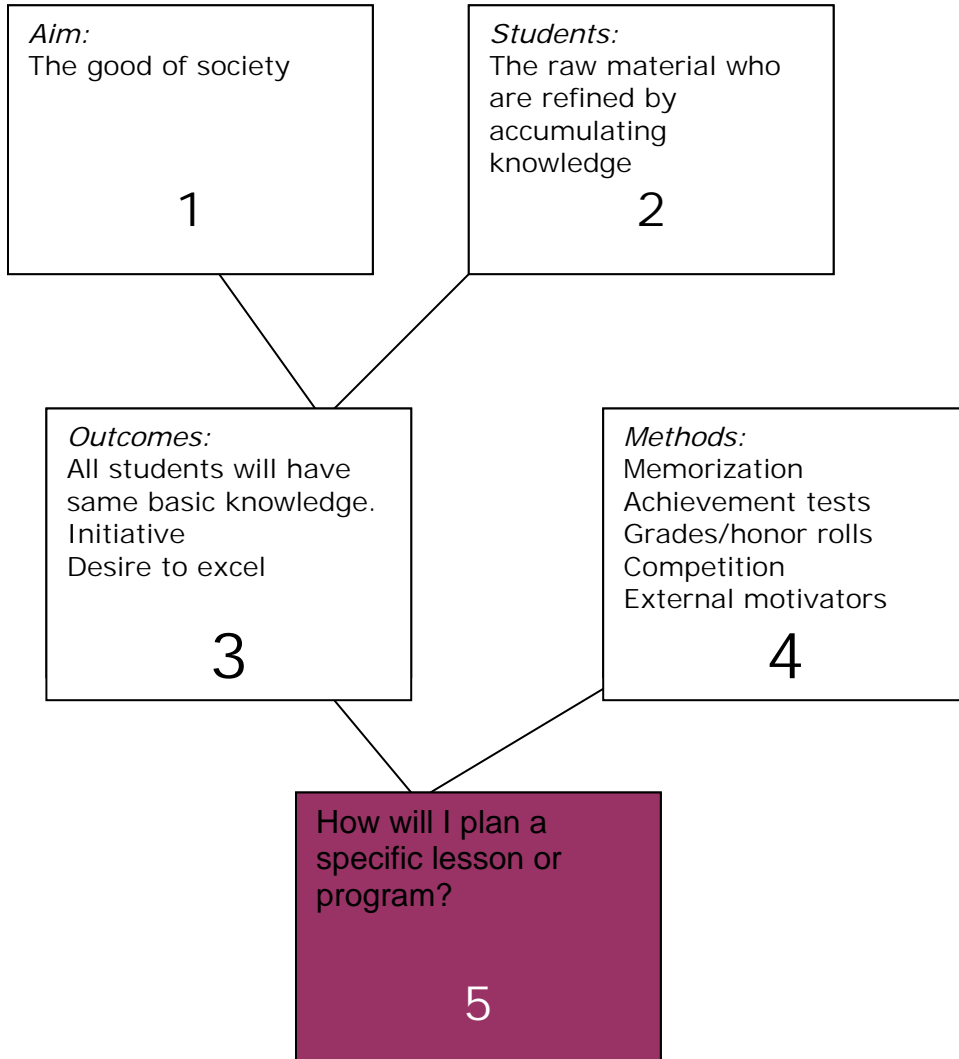 Aim:
The good of society
1
Students:
The raw material who
are refined by
accumulating
knowledge
2
Outcomes:
All students will have
same basic knowledge.
Initiative
Desire to excel
3
Methods:
Memorization
Achievement tests
Grades/honor rolls
Competition
External motivators
4
How will I plan a
specific lesson or
program?
5